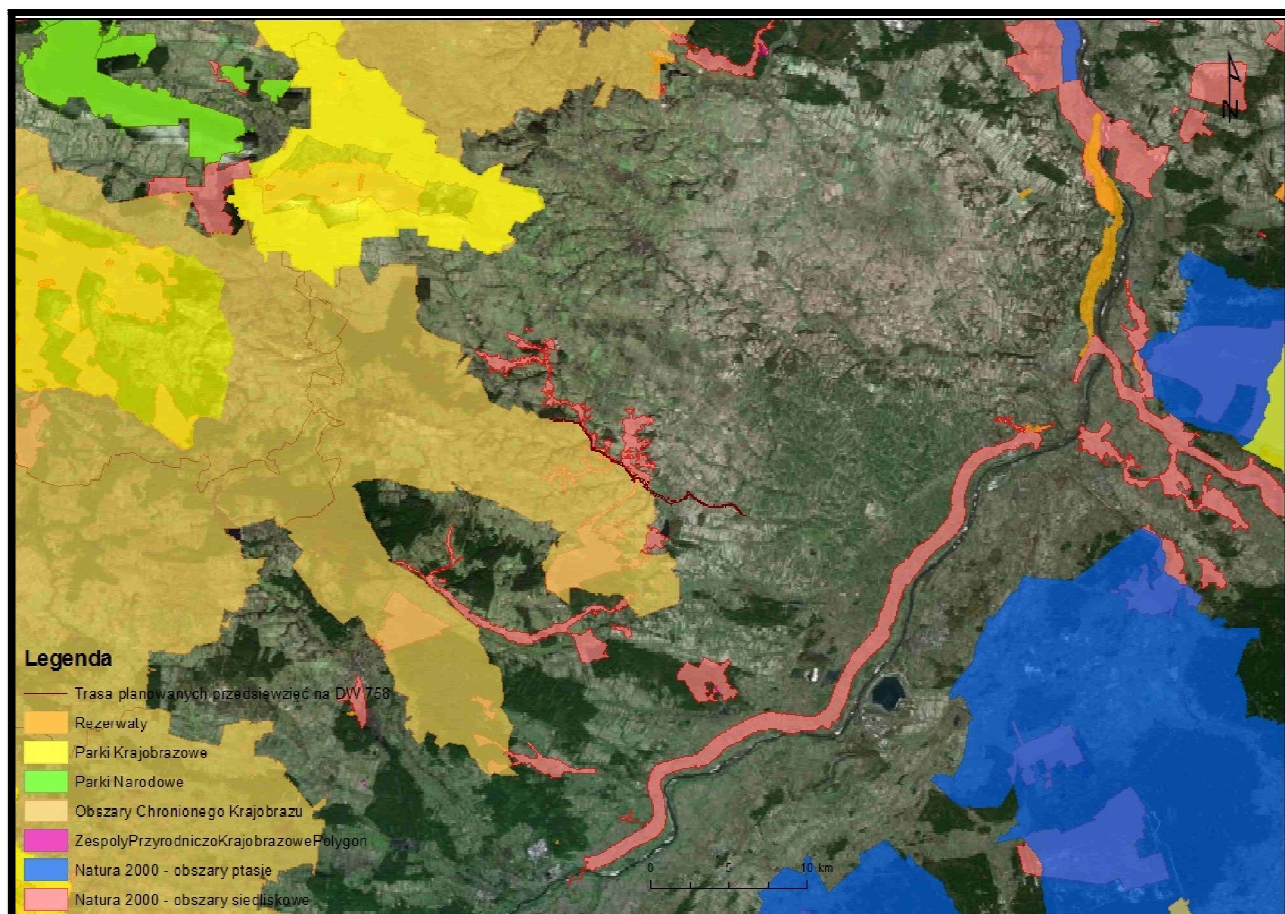 N
Legenda
Trasa planowanych przedsiewzięć na DW 758
Rezerwaty
Parki Krajobrazowe
Parki Narodowe
Obszary Chronionego Krajobrazu
ZespolyPrzyrodniczoKrajobrazowePolygon
Natura 2000 - obszary ptasie
Natura 2000 - obszary siedliskowe
0 5 10 km